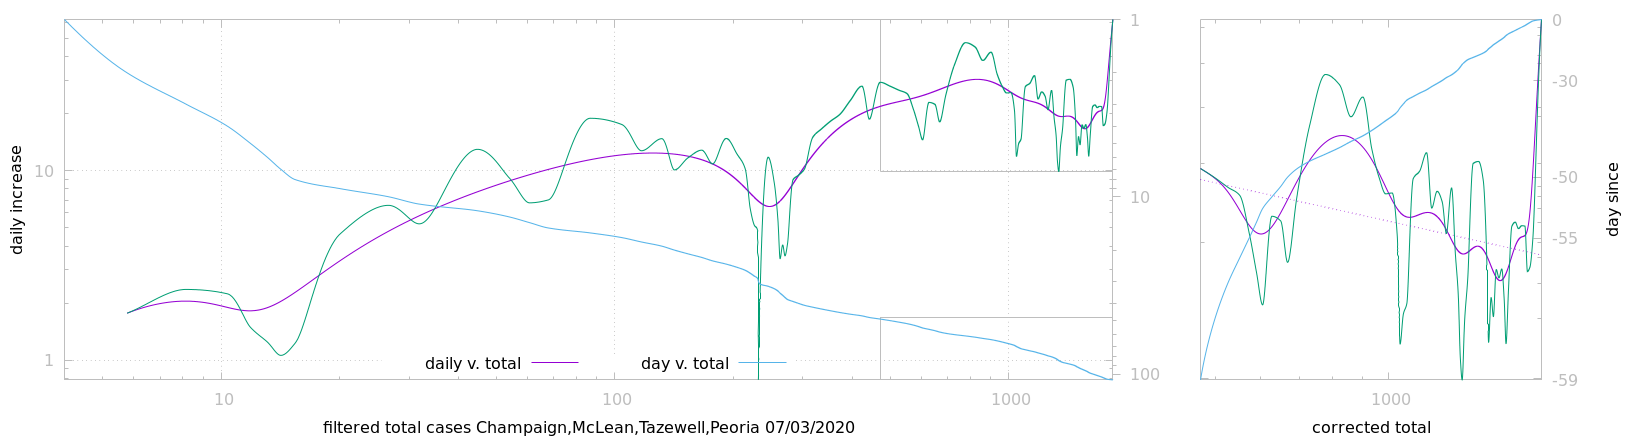 daily increase
10
1
daily v. total
day v. total
10
100
1000
1
10
100
filtered total cases Champaign,McLean,Tazewell,Peoria 07/03/2020
0
-30
-50
-55
-59
day since
1000
corrected total